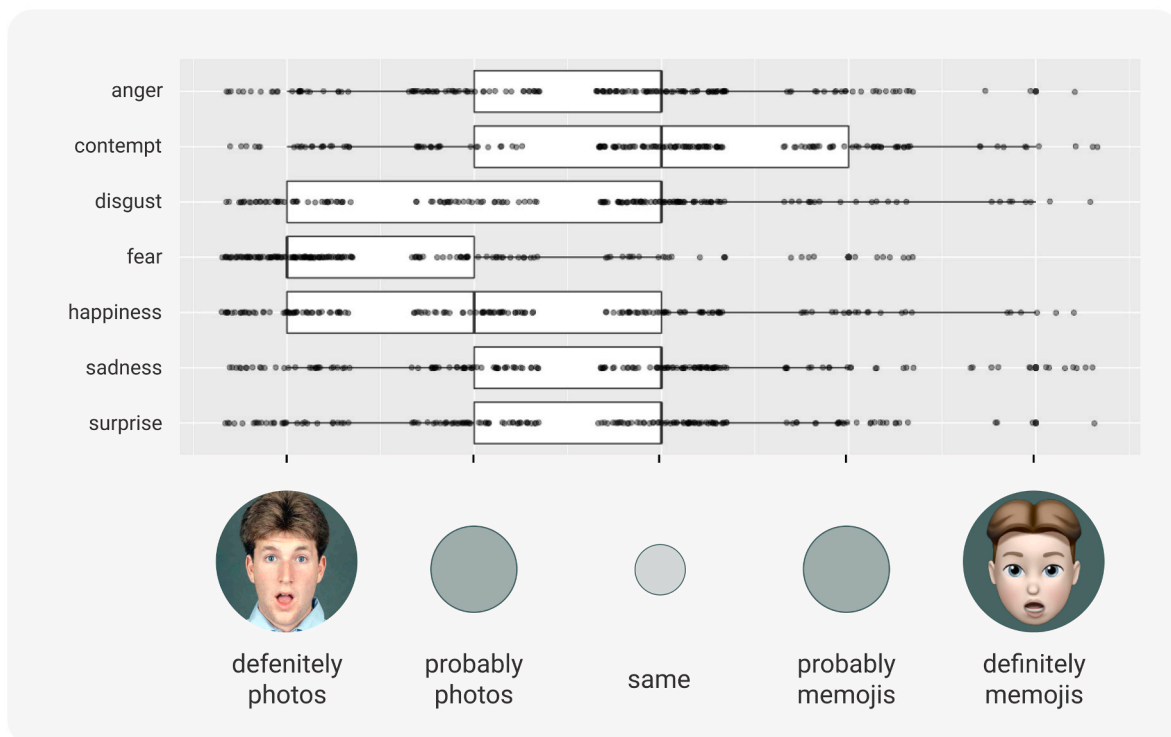 anger
contempt
disgust
fear
happiness
sadness
surprise
defenitely
photos
probably
photos
same
probably
memojis
definitely
memojis